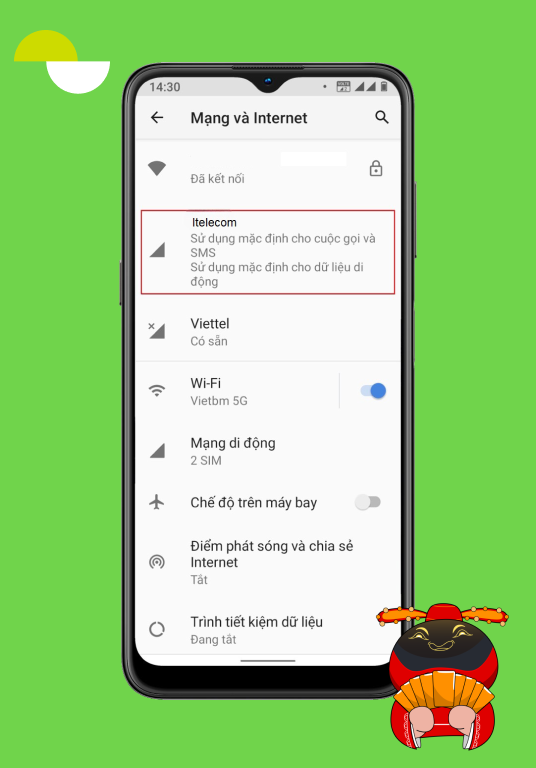 14:30
Mạng và Internet
Đã kết nối
Itelecom
Sử dụng mặc định cho cuộc gọi và
SMS
Sử dụng mặc định cho dữ liệu di
động
Viettel
Có sẵn
Wi-Fi
Vietbm 5G
Mạng di động
2 SIM
Chế độ trên máy bay
Điểm phát sóng và chia sẻ
Internet
Tắt
Trình tiết kiệm dữ liệu
Đang tắt